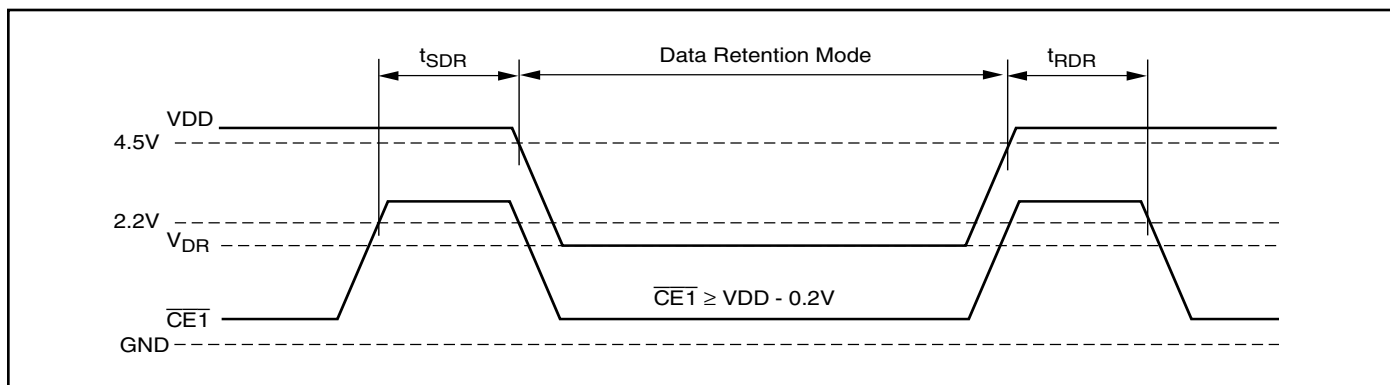 tSDR Data Retention Mode tRDR
VDD
4.5V
2.2V
VDR
CE1 ≥ VDD - 0.2V
CE1
GND